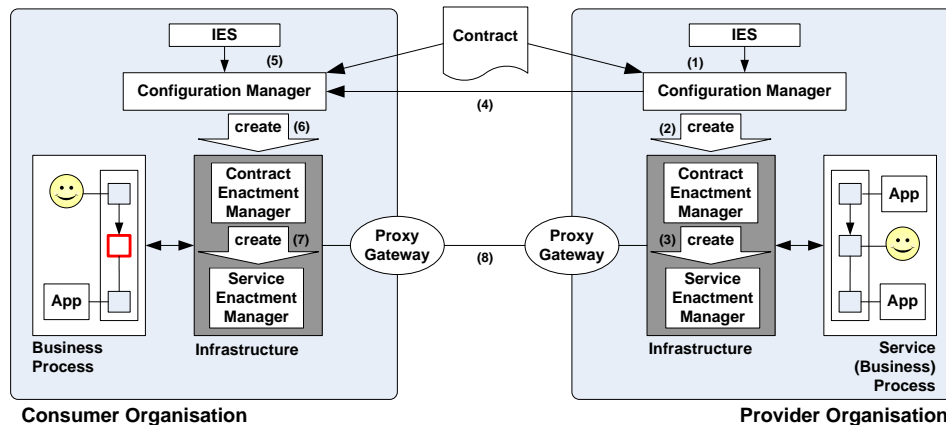 IES
(5)
Configuration Manager
create
(6)
Contract
Enactment
Manager
create
(7)
Service
Enactment
Manager
App
Business
Process
Infrastructure
Consumer Organisation
Contract
(4)
Proxy
Gateway
(8)
Proxy
Gateway
IES
(1)
Configuration Manager
(2)
create
Contract
Enactment
Manager
(3)
create
Service
Enactment
Manager
Infrastructure
App
App
Service
(Business)
Process
Provider Organisation